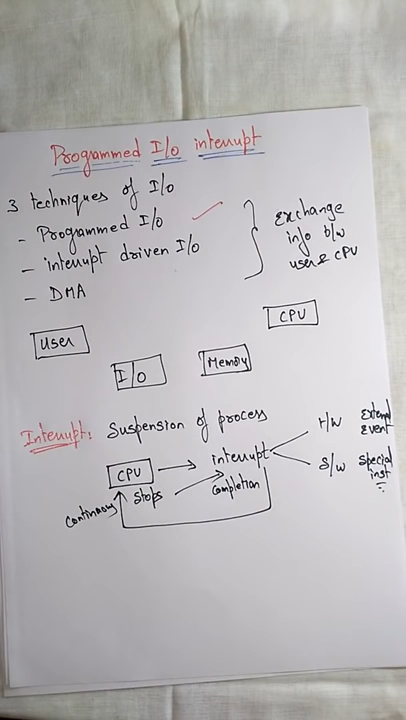 Programmed I/o interrupt
3 techniques of I/o
- Programmed I/o
- interrupt driven I/o
- DMA
Exchange
info b/w
user & CPU
CPU
User
I/O
Memory
Interrupt: Suspension of process
CPU
interrupt
H/w External
Event
S/w special
inst
stops
Completion
Continuous